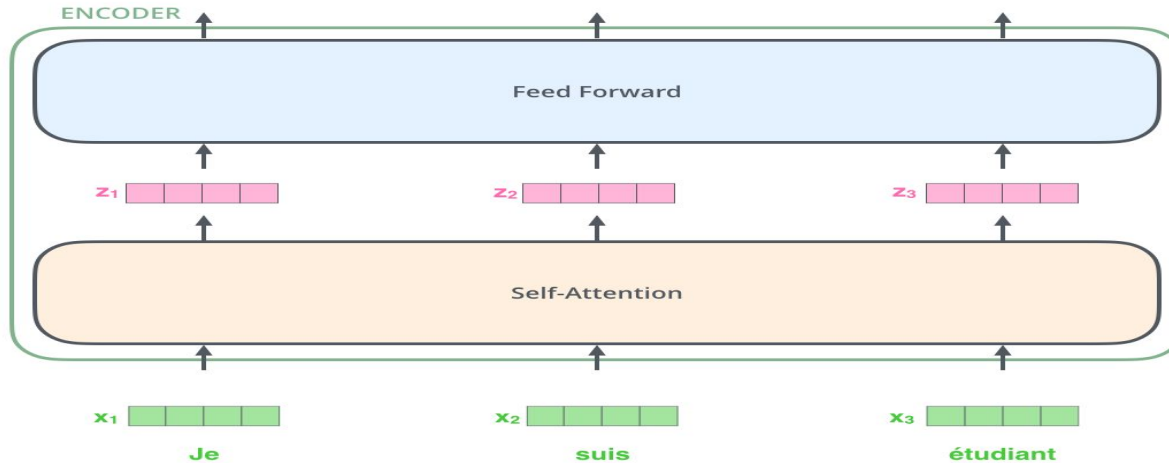 ENCODER
Feed Forward
z₁ z₂ z₃
Self-Attention
x₁ x₂ x₃
Je suis étudiant